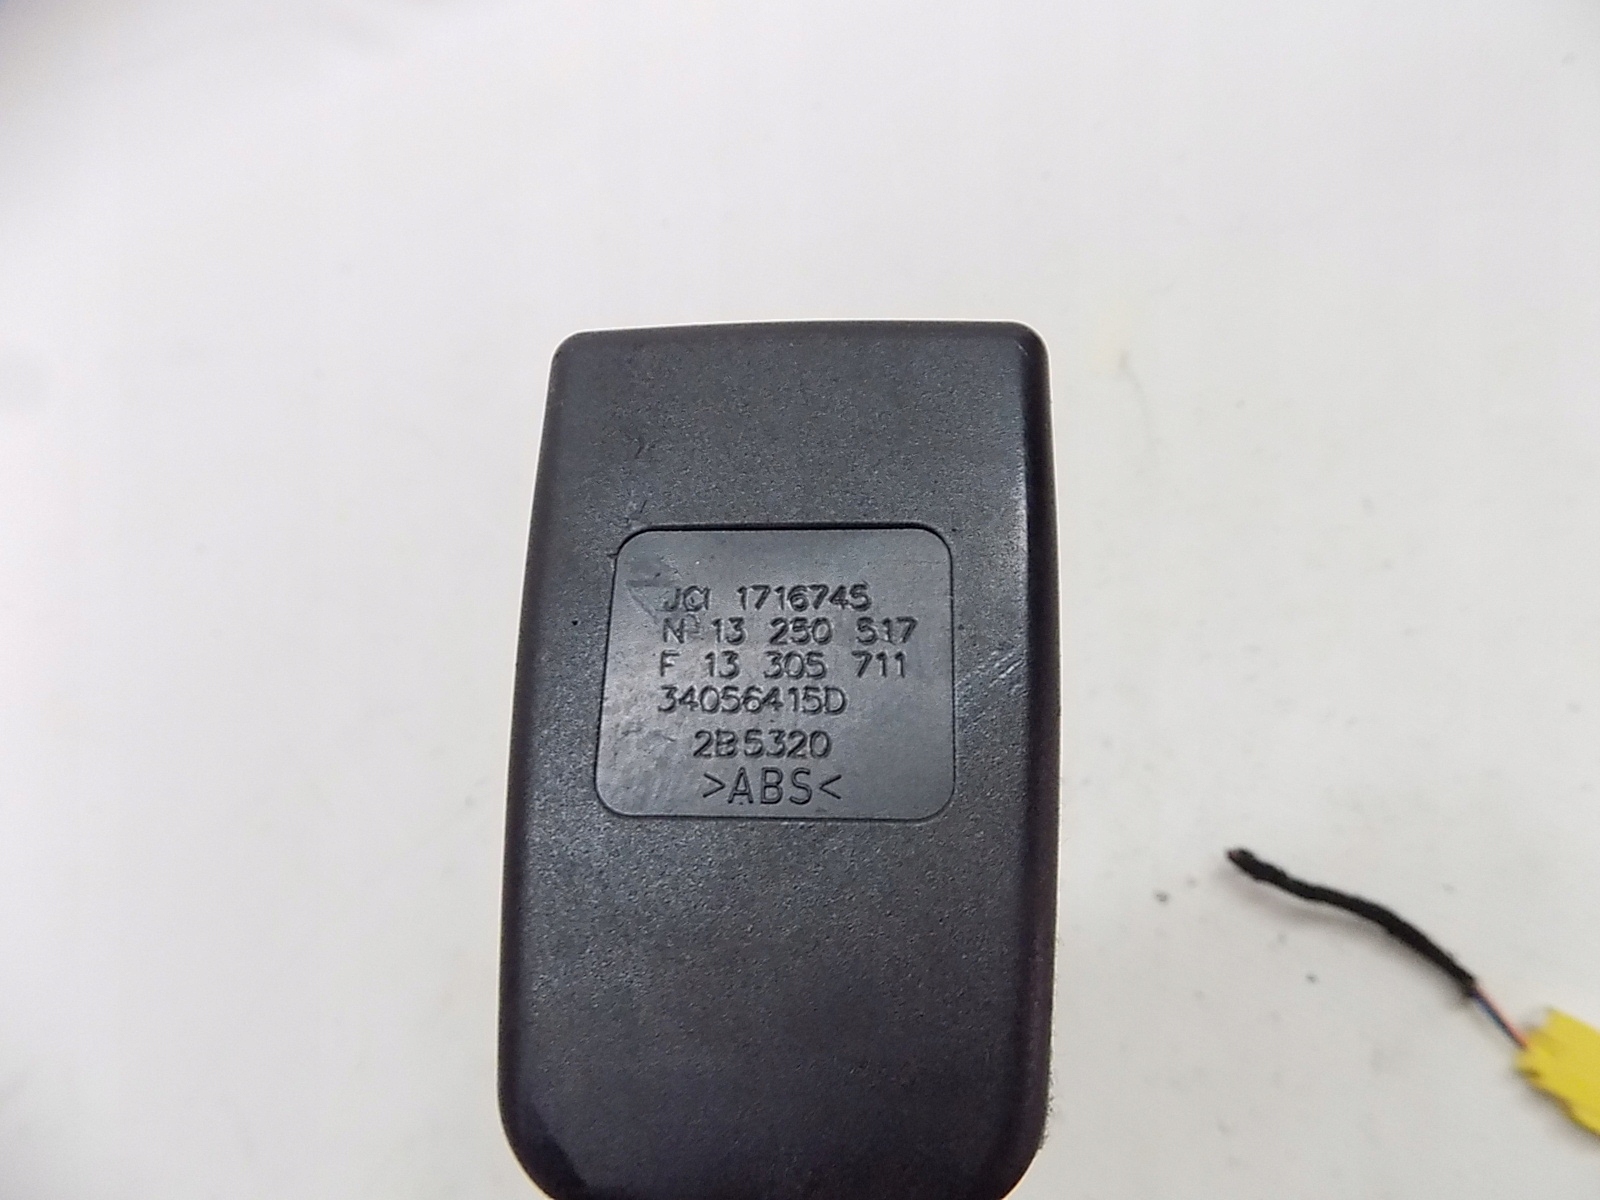 JCI 1716745
N 13 250 517
F 13 305 711
34056415D
2B5320
>ABS<